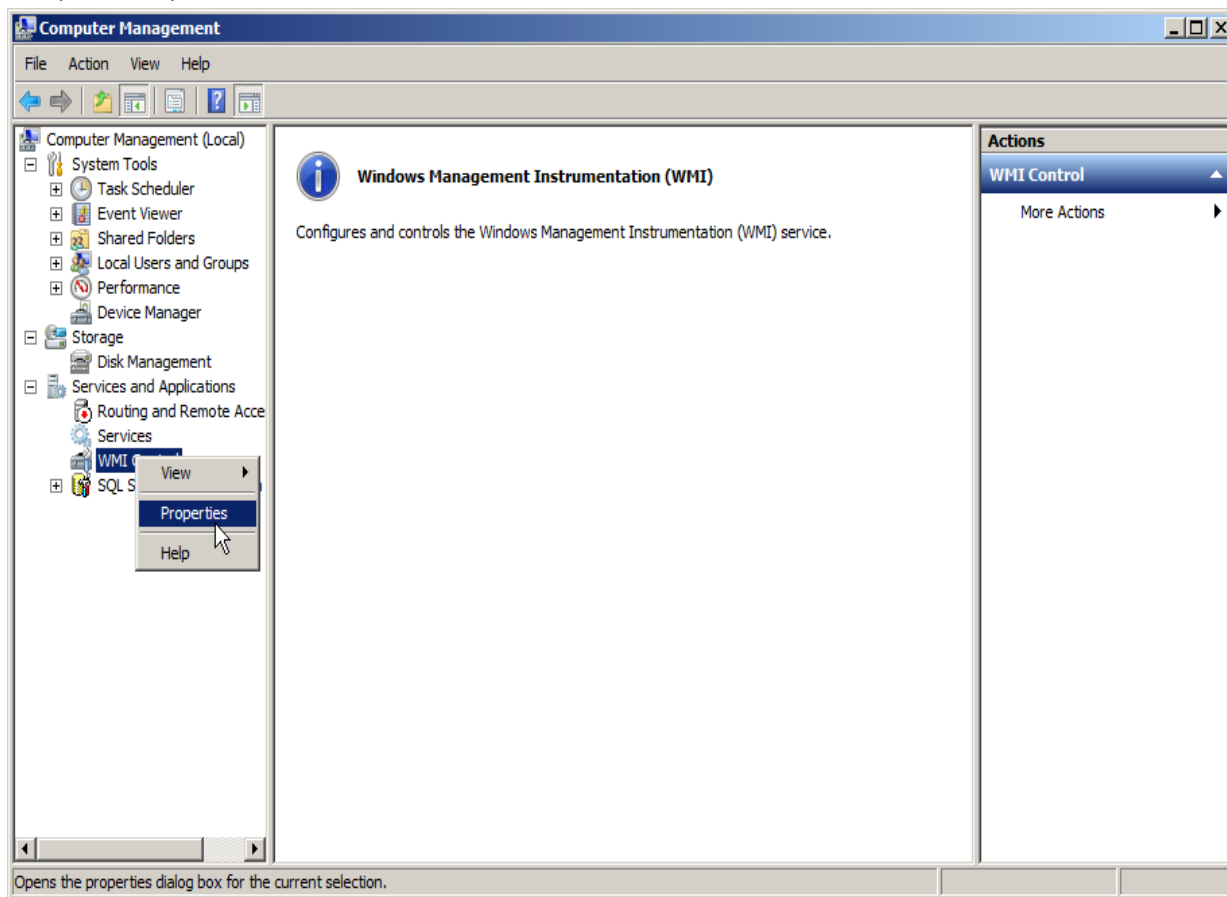 Computer Management
File Action View Help
Computer Management (Local)
System Tools
Task Scheduler
Event Viewer
Shared Folders
Local Users and Groups
Performance
Device Manager
Storage
Disk Management
Services and Applications
Routing and Remote Acce
Services
WMI
SQL S
View
Properties
Help
Windows Management Instrumentation (WMI)
Configures and controls the Windows Management Instrumentation (WMI) service.
Actions
WMI Control
More Actions
Opens the properties dialog box for the current selection.